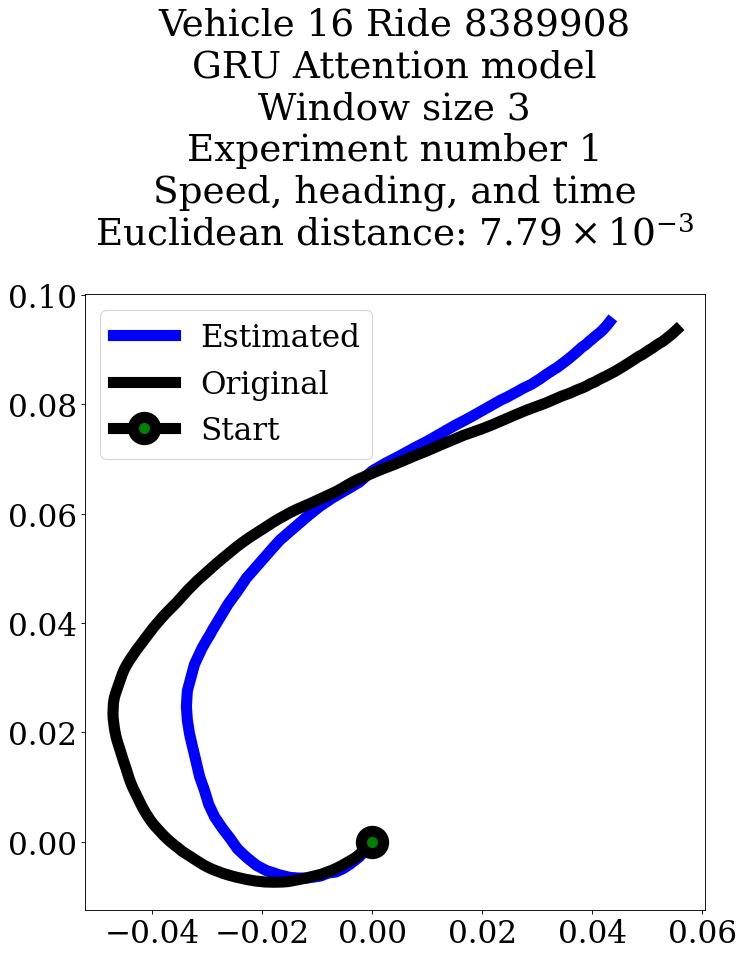 Vehicle 16 Ride 8389908
GRU Attention model
Window size 3
Experiment number 1
Speed, heading, and time
Euclidean distance: 7.79 × 10⁻³
0.10
Estimated
Original
0.08
Start
0.06
0.04
0.02
0.00
−0.04 −0.02 0.00 0.02 0.04 0.06